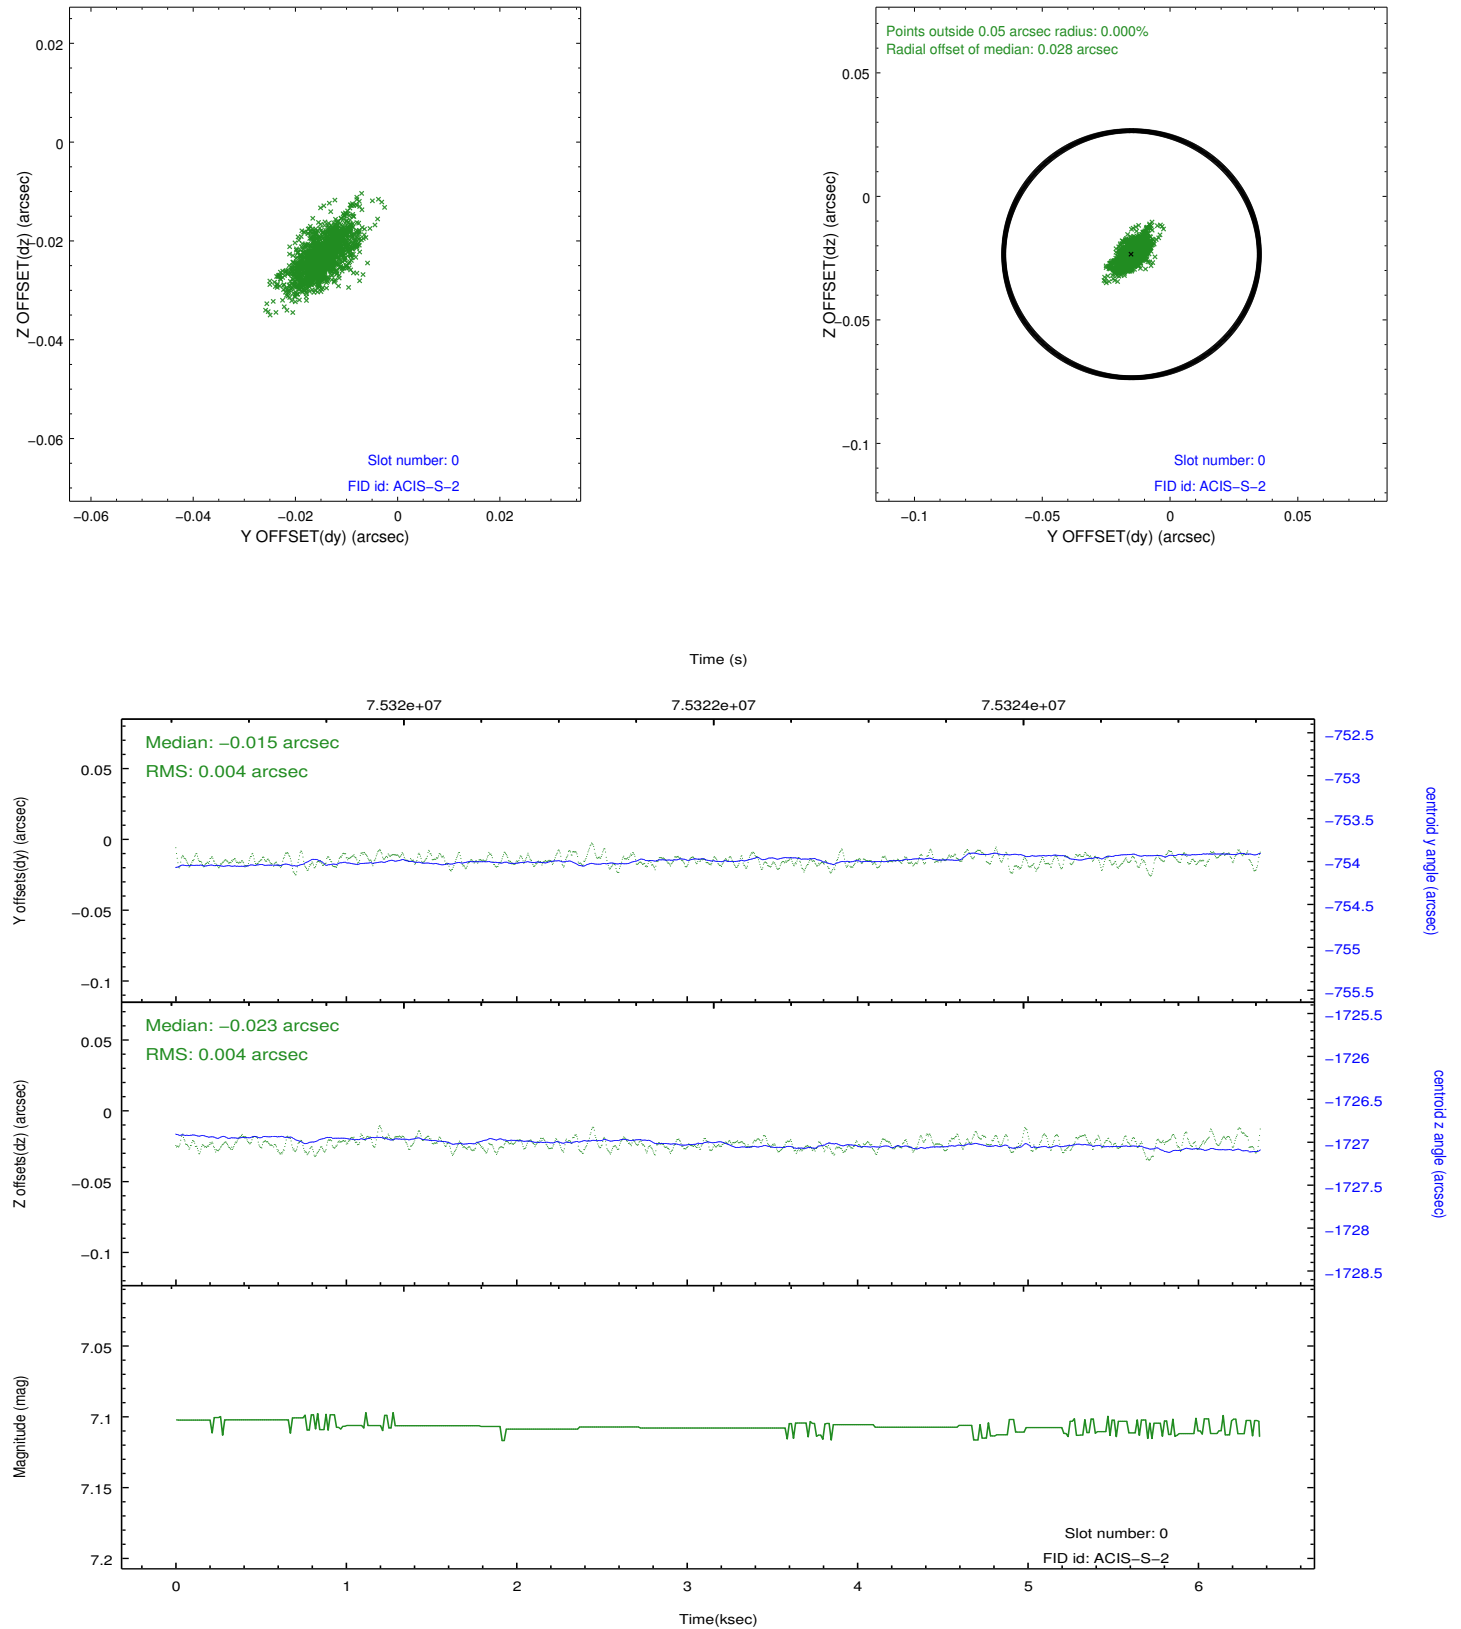 0.02
0
−0.02
−0.04
−0.06
Z OFFSET(dz) (arcsec)
Slot number: 0
FID id: ACIS−S−2
−0.06
−0.04
−0.02
0
0.02
Y OFFSET(dy) (arcsec)
Points outside 0.05 arcsec radius: 0.000%
Radial offset of median: 0.028 arcsec
0.05
0
−0.05
−0.1
Z OFFSET(dz) (arcsec)
Slot number: 0
FID id: ACIS−S−2
−0.1
−0.05
0
0.05
Y OFFSET(dy) (arcsec)
Time (s)
7.532e+07
7.5322e+07
7.5324e+07
Median: −0.015 arcsec
RMS: 0.004 arcsec
0.05
0
−0.05
−0.1
Y offsets(dy) (arcsec)
−752.5
−753
−753.5
−754
−754.5
−755
−755.5
centroid y angle (arcsec)
Median: −0.023 arcsec
RMS: 0.004 arcsec
0.05
0
−0.05
−0.1
Z offsets(dz) (arcsec)
−1725.5
−1726
−1726.5
−1727
−1727.5
−1728
−1728.5
centroid z angle (arcsec)
7.05
7.1
7.15
7.2
Magnitude (mag)
Slot number: 0
FID id: ACIS−S−2
0
1
2
3
4
5
6
Time(ksec)